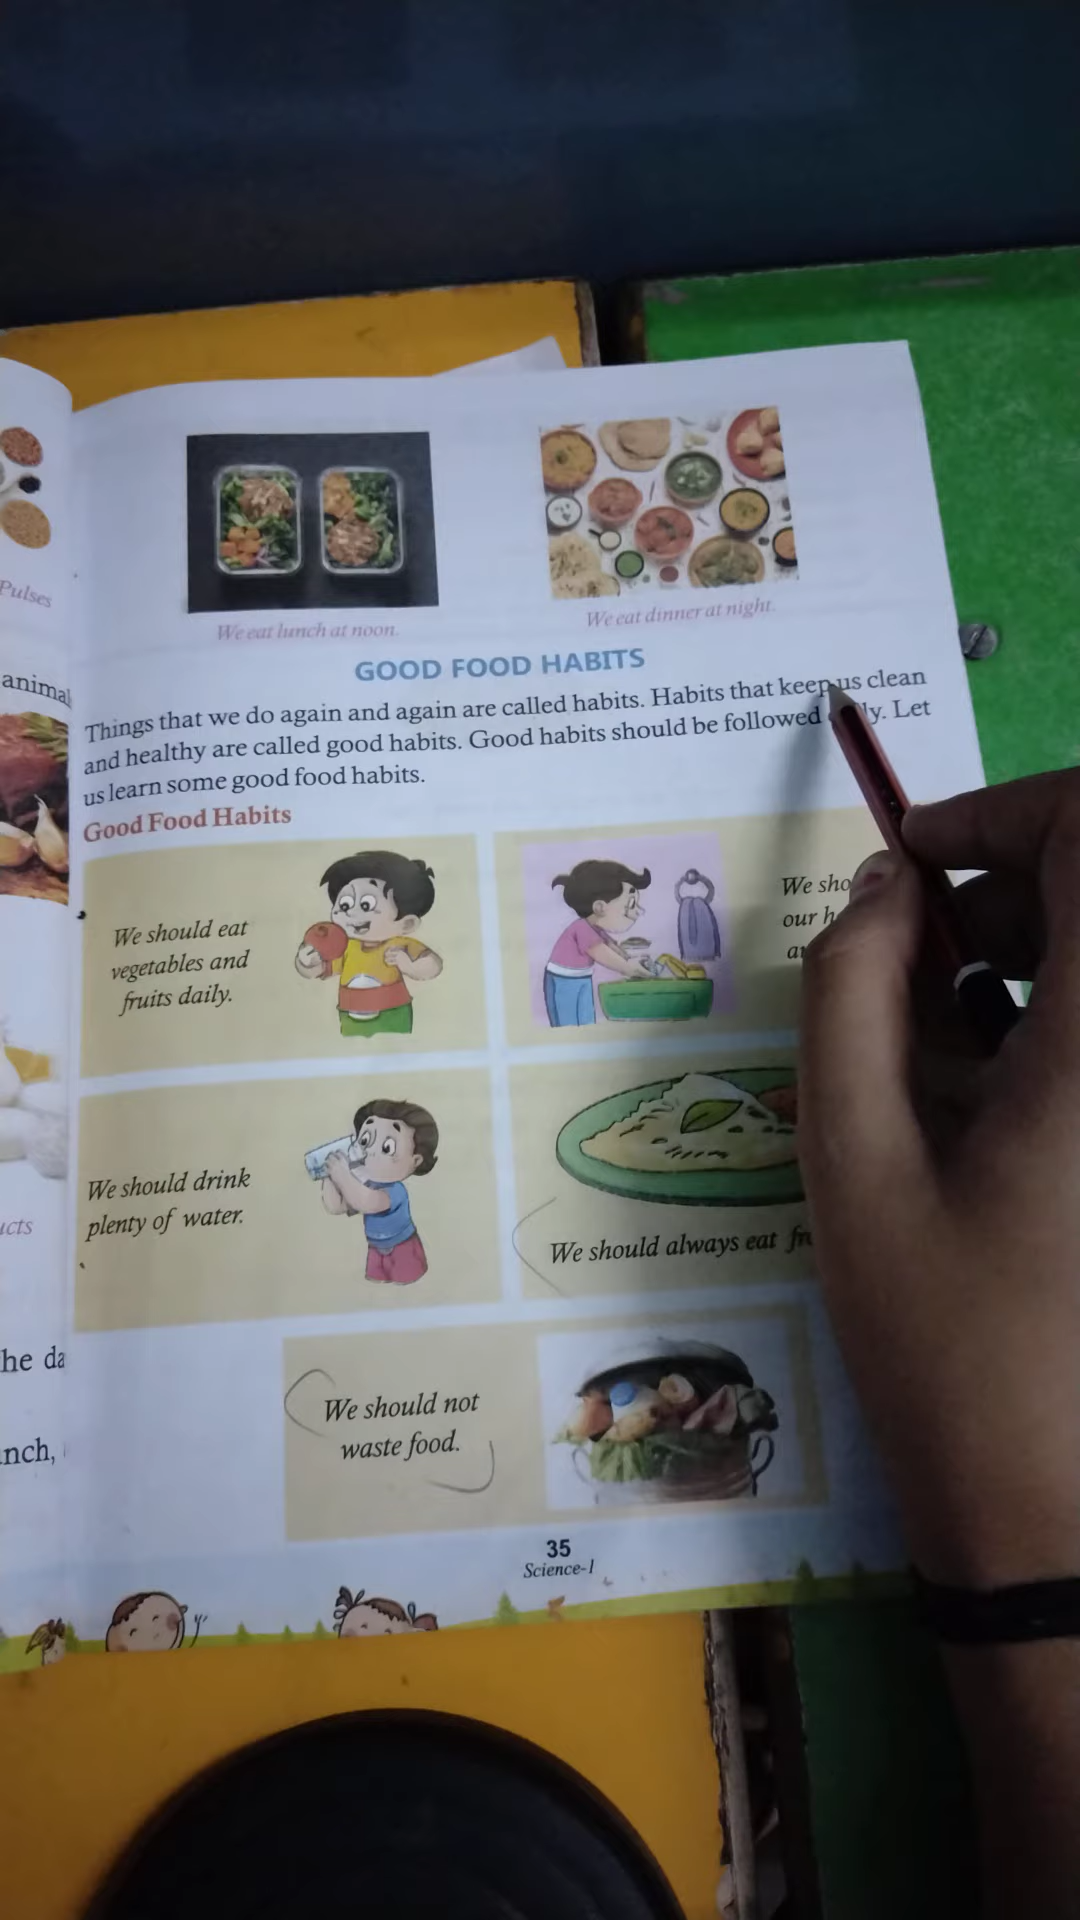 Pulses
animal
ucts
he da
nch,
We eat lunch at noon.
We eat dinner at night.
GOOD FOOD HABITS
Things that we do again and again are called habits. Habits that keep us clean
and healthy are called good habits. Good habits should be followed Let
us learn some good food habits.
Good Food Habits
We should eat
vegetables and
fruits daily.
We sho
our h
We should drink
plenty of water.
We should always eat
We should not
waste food.
35
Science-1